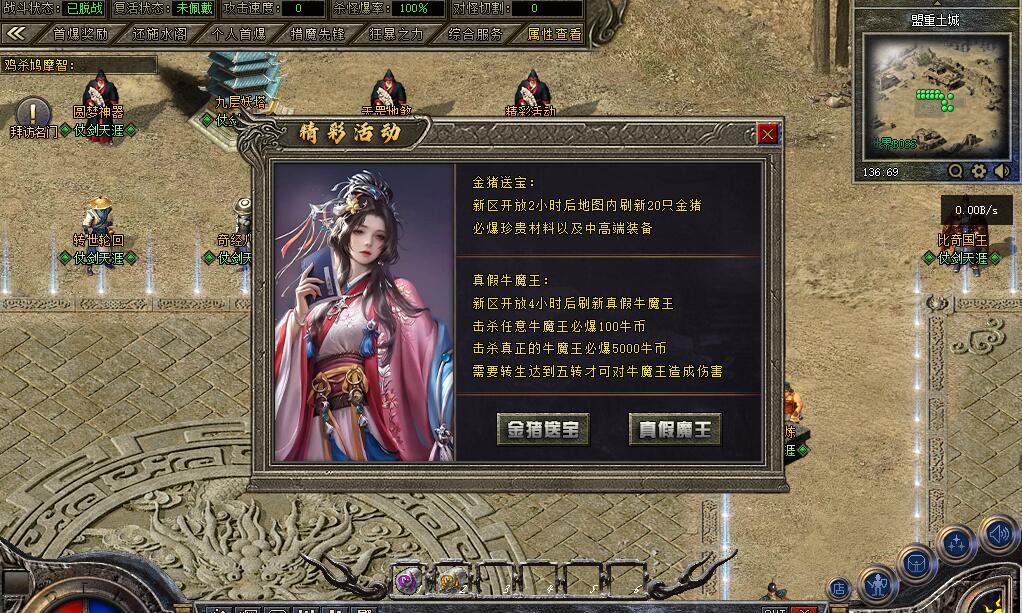 战斗状态: 已脱战 复活状态: 未佩戴 攻击速度: 0 杀怪爆率: 100% 对怪切割: 0
首爆奖励 还施水阁 个人首爆 猎魔先锋 狂暴之力 综合服务 属性查看
鸡杀鸠摩智:
盟重土城
世界BOSS
136:69
0.00B/s
圆梦神器
仗剑天涯
拜访名门
九层妖塔
精彩活动
转世轮回
仗剑天涯
比奇国王
仗剑天涯
精彩活动
金猪送宝:
新区开放2小时后地图内刷新20只金猪
必爆珍贵材料以及中高端装备
真假牛魔王:
新区开放4小时后刷新真假牛魔王
击杀任意牛魔王必爆100牛币
击杀真正的牛魔王必爆5000牛币
需要转生达到五转才可对牛魔王造成伤害
金猪送宝 真假魔王
店